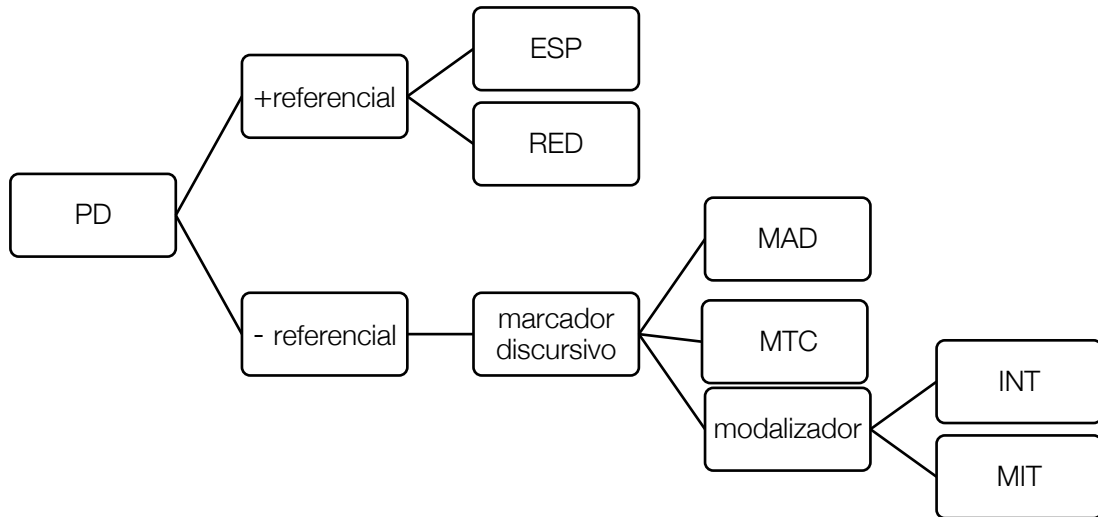 ESP
+referencial
RED
PD
MAD
- referencial
marcador
discursivo
MTC
INT
modalizador
MIT